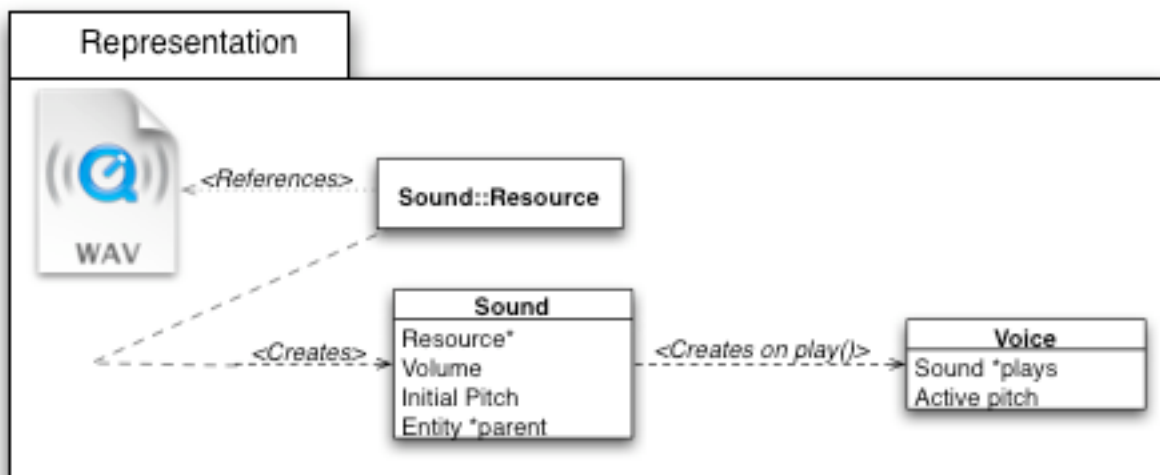 Representation
<References>
Sound::Resource
WAV
Sound
<Creates>
Resource*
Volume
Initial Pitch
Entity *parent
<Creates on play()>
Voice
Sound *plays
Active pitch